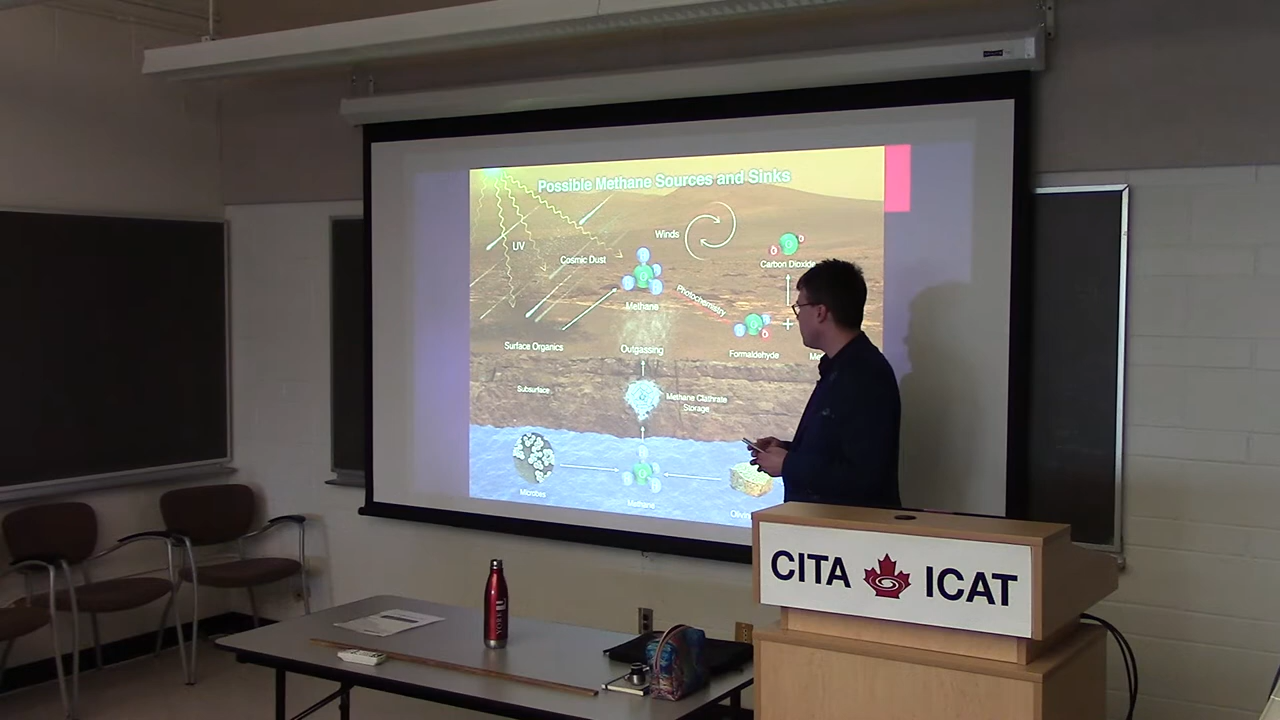 Possible Methane Sources and Sinks
Winds
UV
Cosmic Dust
Carbon Dioxide
Methane
Photochemistry
Surface Organics
Outgassing
Formaldehyde
Subsurface
Methane Clathrate
Storage
Microbes
Methane
CITA ICAT
YORK U